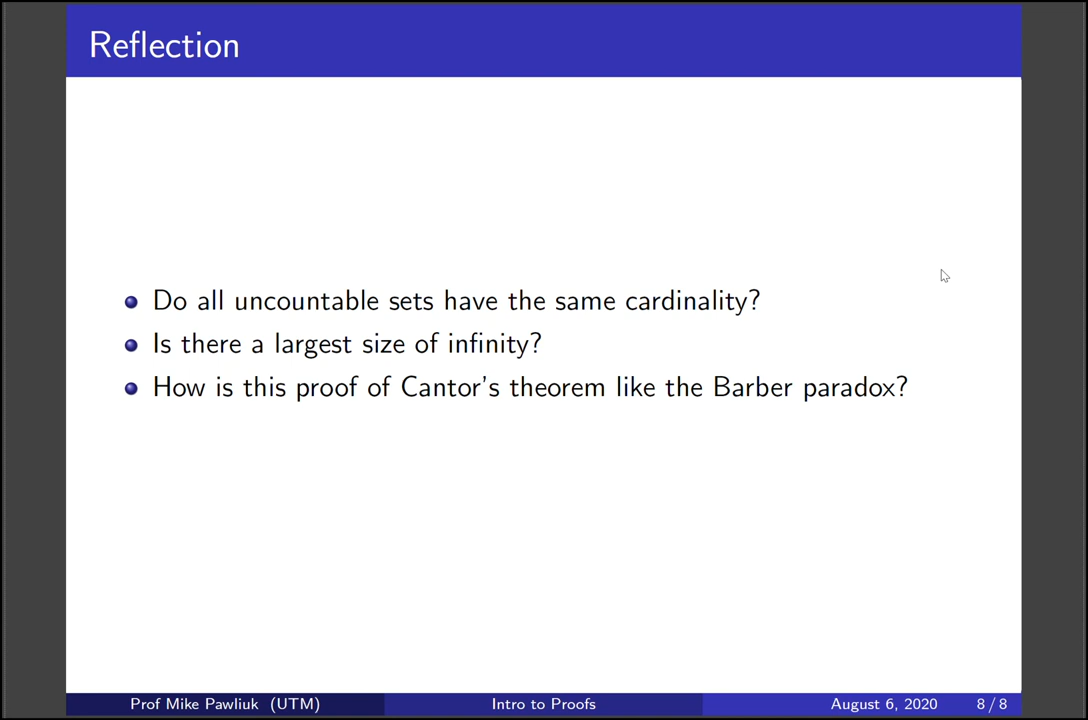 Reflection
Do all uncountable sets have the same cardinality?
Is there a largest size of infinity?
How is this proof of Cantor's theorem like the Barber paradox?
Prof Mike Pawliuk (UTM) Intro to Proofs August 6, 2020 8 / 8